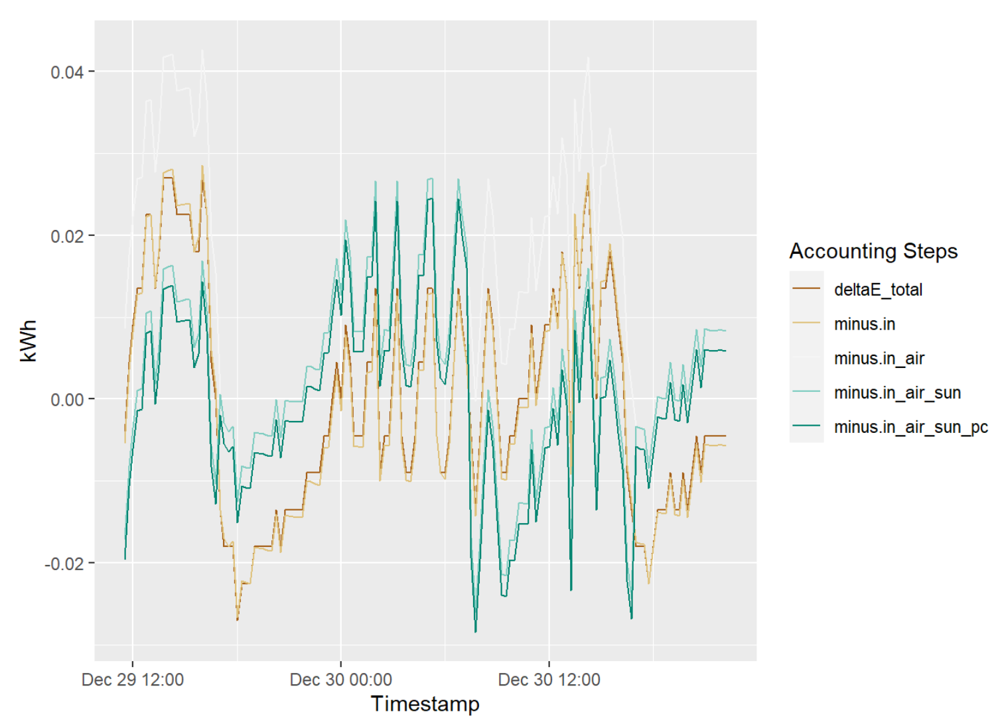 0.04
0.02
0.00
-0.02
kWh
Dec 29 12:00
Dec 30 00:00
Dec 30 12:00
Timestamp
Accounting Steps
deltaE_total
minus.in
minus.in_air
minus.in_air_sun
minus.in_air_sun_pc